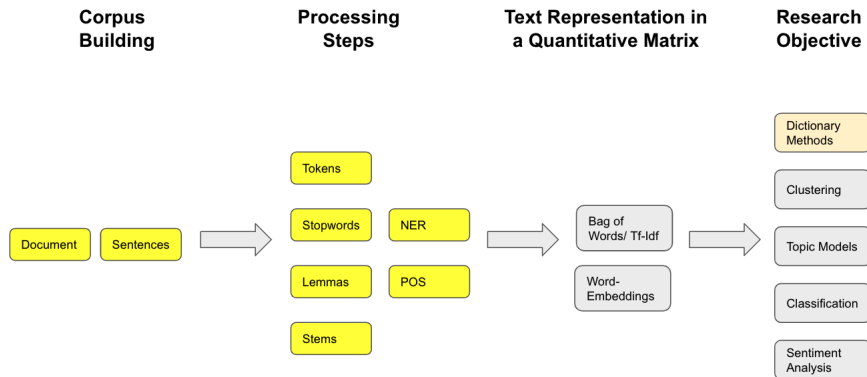 Corpus
Building
Processing
Steps
Text Representation in
a Quantitative Matrix
Research
Objective
Document
Sentences
Tokens
Stopwords
NER
Lemmas
POS
Stems
Bag of
Words/ Tf-Idf
Word-
Embeddings
Dictionary
Methods
Clustering
Topic Models
Classification
Sentiment
Analysis